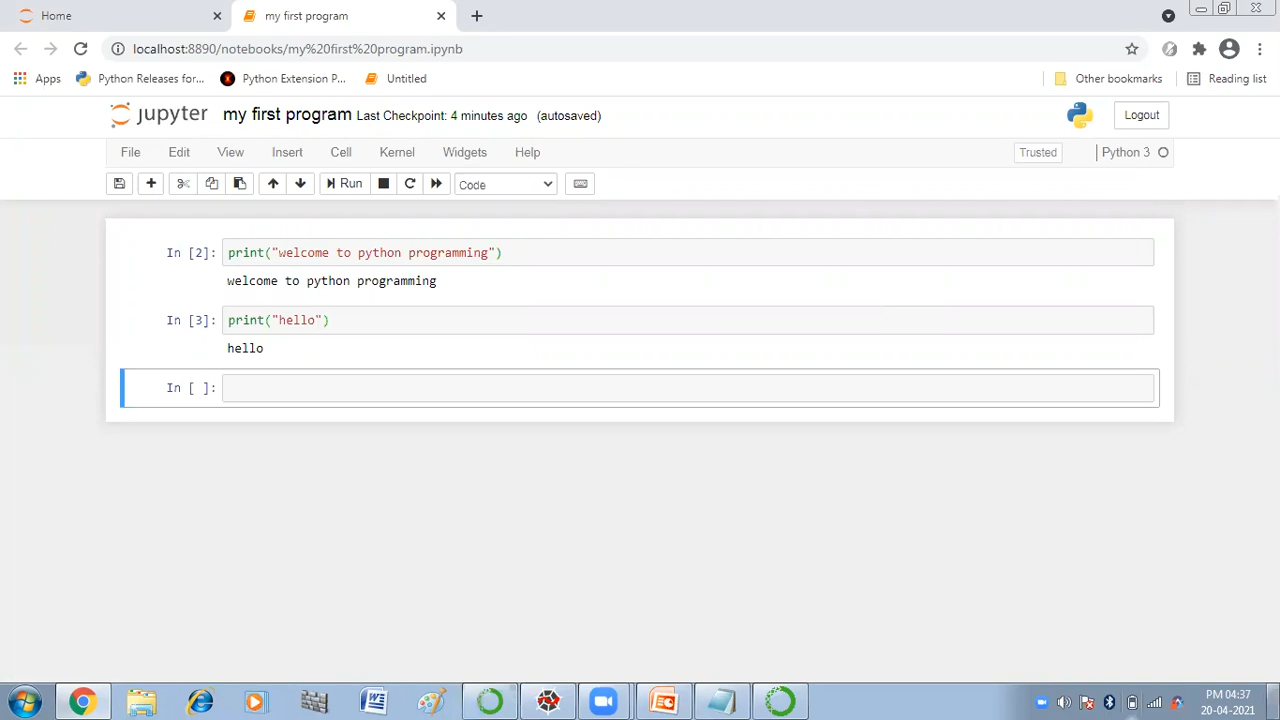 Home
my first program
localhost:8890/notebooks/my%20first%20program.ipynb
Apps Python Releases for... Python Extension P... Untitled Other bookmarks Reading list
jupyter my first program Last Checkpoint: 4 minutes ago (autosaved) Logout
File Edit View Insert Cell Kernel Widgets Help Trusted Python 3
Run Code
In [2]: print("welcome to python programming")
welcome to python programming
In [3]: print("hello")
hello
In [ ]:
PM 04:37
20-04-2021